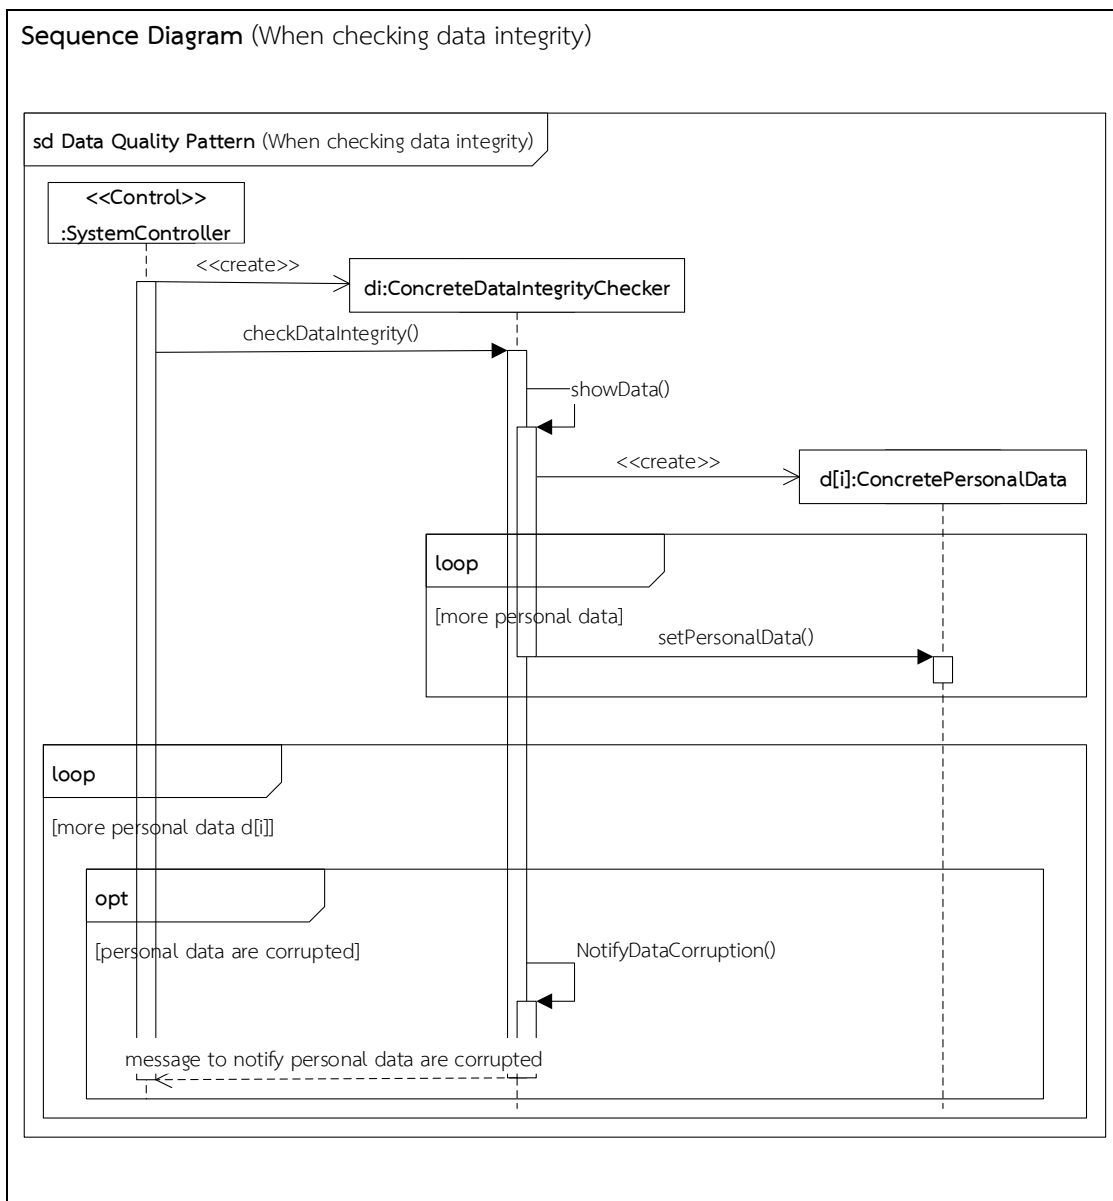 Sequence Diagram (When checking data integrity)
sd Data Quality Pattern (When checking data integrity)
<<Control>>
:SystemController
<<create>>
di:ConcreteDataIntegrityChecker
checkDataIntegrity()
showData()
<<create>>
d[i]:ConcretePersonalData
loop
[more personal data]
setPersonalData()
loop
[more personal data d[i]]
opt
[personal data are corrupted]
NotifyDataCorruption()
message to notify personal data are corrupted